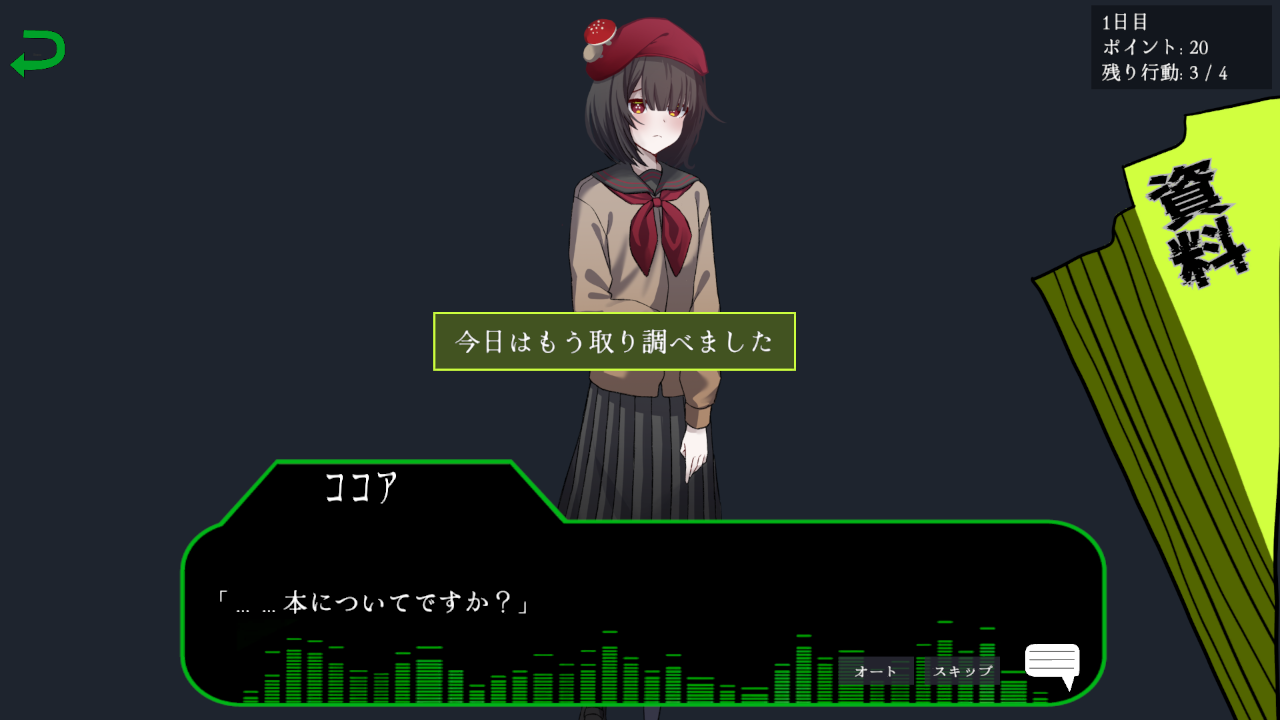 1日目
ポイント: 20
残り行動: 3 / 4
資料
今日はもう取り調べました
ココア
「… …本についてですか？」
オート
スキップ